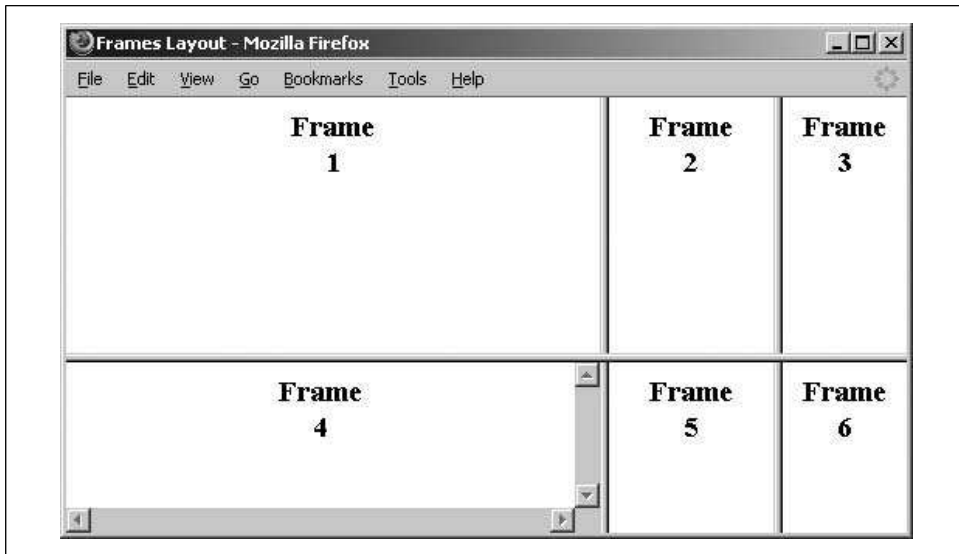 Frames Layout - Mozilla Firefox
File Edit View Go Bookmarks Tools Help
Frame
1
Frame
2
Frame
3
Frame
4
Frame
5
Frame
6